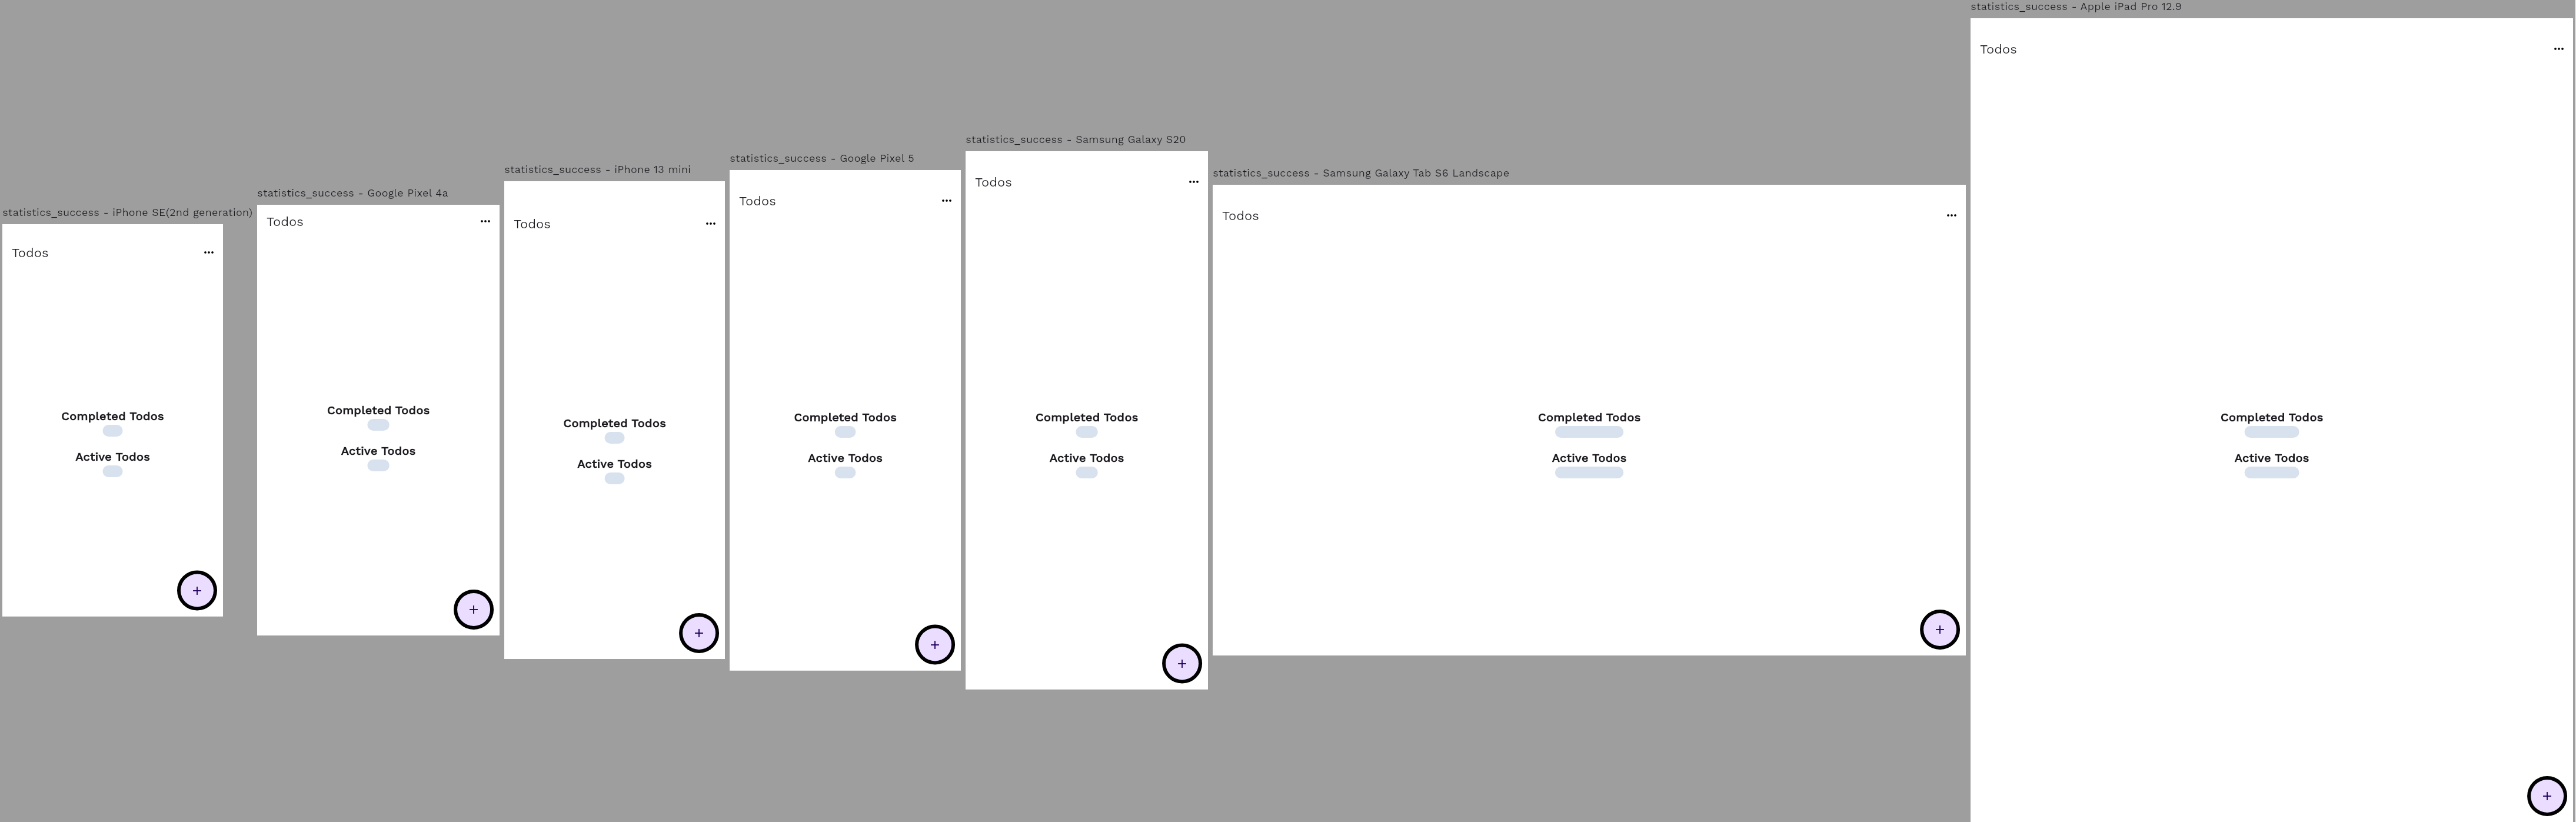 statistics_success - iPhone SE(2nd generation)
Todos
Completed Todos
Active Todos
statistics_success - Google Pixel 4a
Todos
Completed Todos
Active Todos
statistics_success - iPhone 13 mini
Todos
Completed Todos
Active Todos
statistics_success - Google Pixel 5
Todos
Completed Todos
Active Todos
statistics_success - Samsung Galaxy S20
Todos
Completed Todos
Active Todos
statistics_success - Samsung Galaxy Tab S6 Landscape
Todos
Completed Todos
Active Todos
statistics_success - Apple iPad Pro 12.9
Todos
Completed Todos
Active Todos